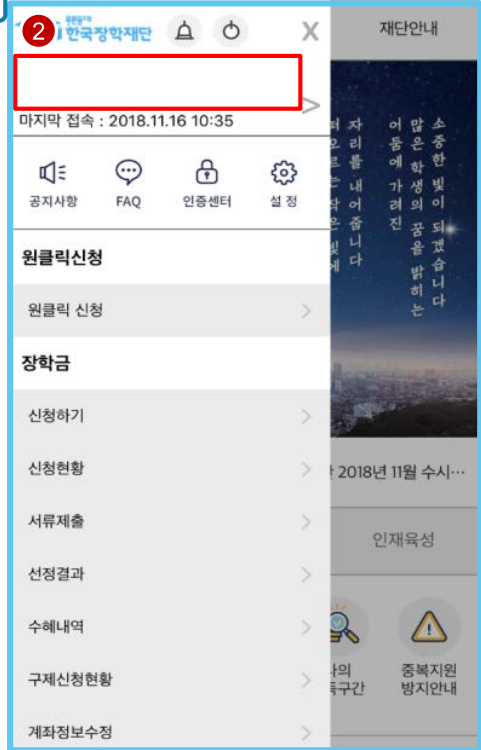 2
푸른등대
한국장학재단
X
마지막 접속 : 2018.11.16 10:35
>
공지사항 FAQ 인증센터 설 정
원클릭신청
원클릭 신청 >
장학금
신청하기 >
신청현황 >
서류제출 >
선정결과 >
수혜내역 >
구제신청현황 >
계좌정보수정 >
재단안내
소중한 빛이 되겠습니다
많은 학생의 꿈을 밝히는
어둠에 가려진
자리를 내어줍니다
2018년 11월 수시…
인재육성
중복지원
방지안내